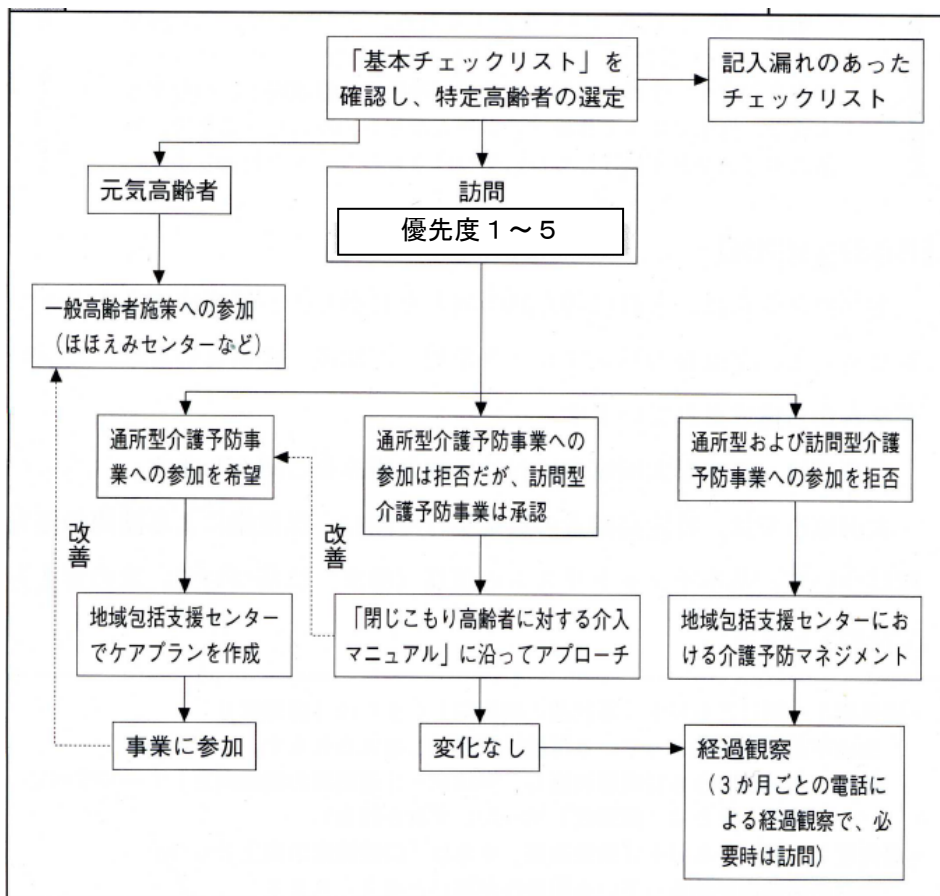 「基本チェックリスト」を
確認し、特定高齢者の選定
記入漏れのあった
チェックリスト
元気高齢者
訪問
優先度１～５
一般高齢者施策への参加
（ほほえみセンターなど）
通所型介護予防事
業への参加を希望
通所型介護予防事業への
参加は拒否だが、訪問型
介護予防事業は承認
通所型および訪問型介護
予防事業への参加を拒否
改善
改善
地域包括支援センター
でケアプランを作成
「閉じこもり高齢者に対する介入
マニュアル」に沿ってアプローチ
地域包括支援センターにお
ける介護予防マネジメント
事業に参加
変化なし
経過観察
（３か月ごとの電話に
よる経過観察で、必
要時は訪問）